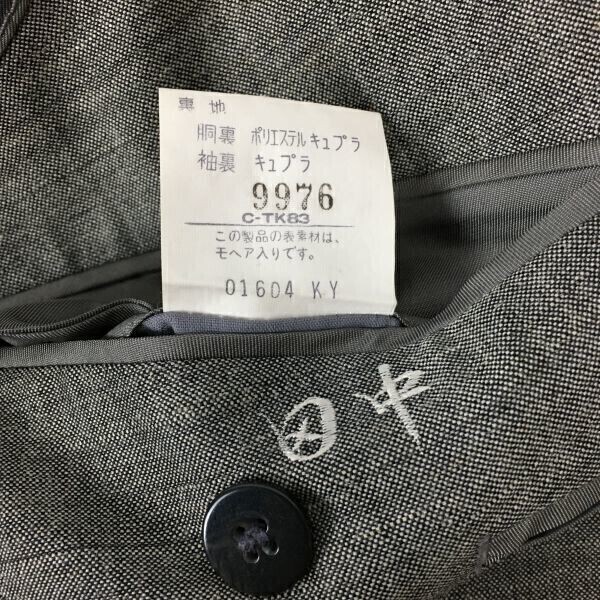 裏地
胴裏 ポリエステル キュプラ
袖裏 キュプラ
9976
C-TK83
この製品の表素材は、
モヘア入りです。
01604 KY
中田